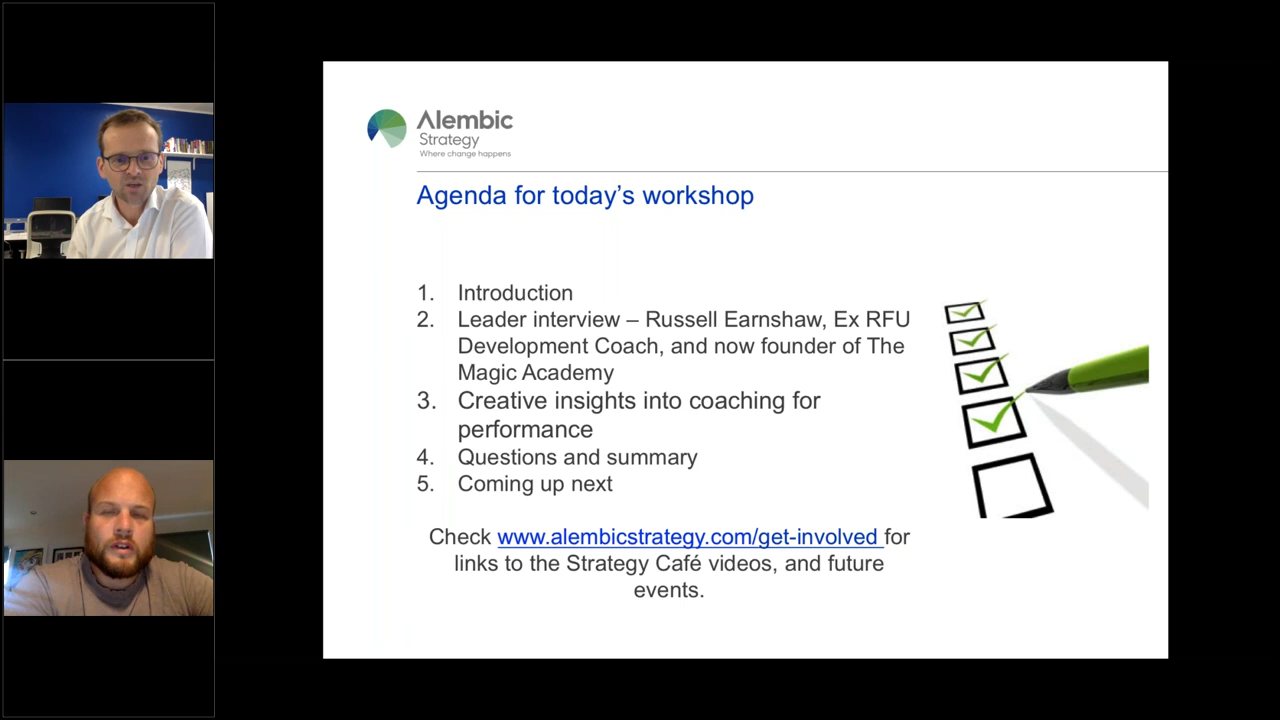 Alembic
Strategy
Where change happens
Agenda for today’s workshop
1. Introduction
2. Leader interview – Russell Earnshaw, Ex RFU
Development Coach, and now founder of The
Magic Academy
3. Creative insights into coaching for
performance
4. Questions and summary
5. Coming up next
Check www.alembicstrategy.com/get-involved for
links to the Strategy Café videos, and future
events.